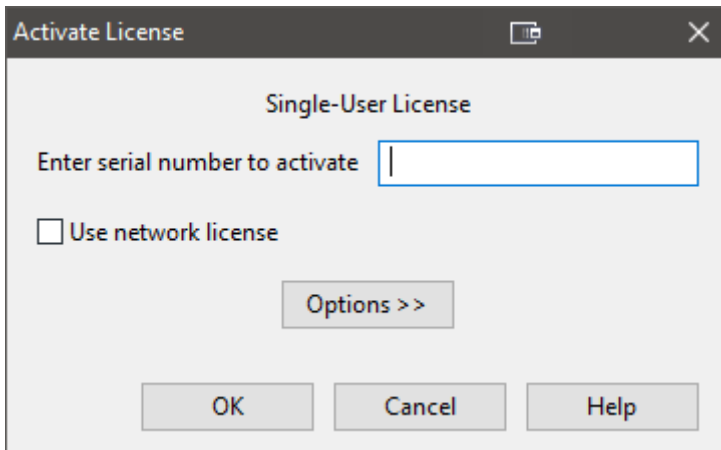 Activate License
Single-User License
Enter serial number to activate
Use network license
Options >>
OK Cancel Help